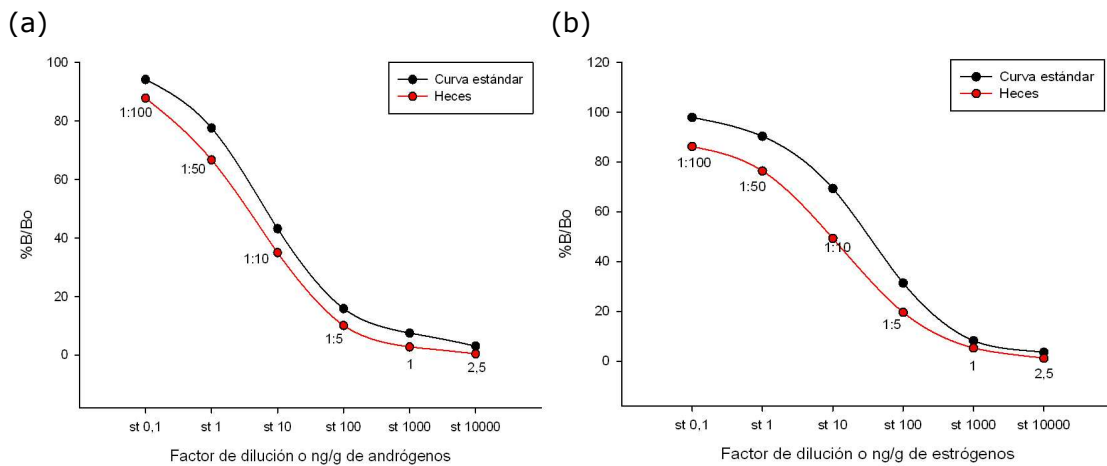 (a)
100
80
60
40
20
0
%B/Bo
Curva estándar
Heces
1:100
1:50
1:10
1:5
1
2,5
st 0,1 st 1 st 10 st 100 st 1000 st 10000
Factor de dilución o ng/g de andrógenos
(b)
120
100
80
60
40
20
0
%B/Bo
Curva estándar
Heces
1:100
1:50
1:10
1:5
1
2,5
st 0,1 st 1 st 10 st 100 st 1000 st 10000
Factor de dilución o ng/g de estrógenos